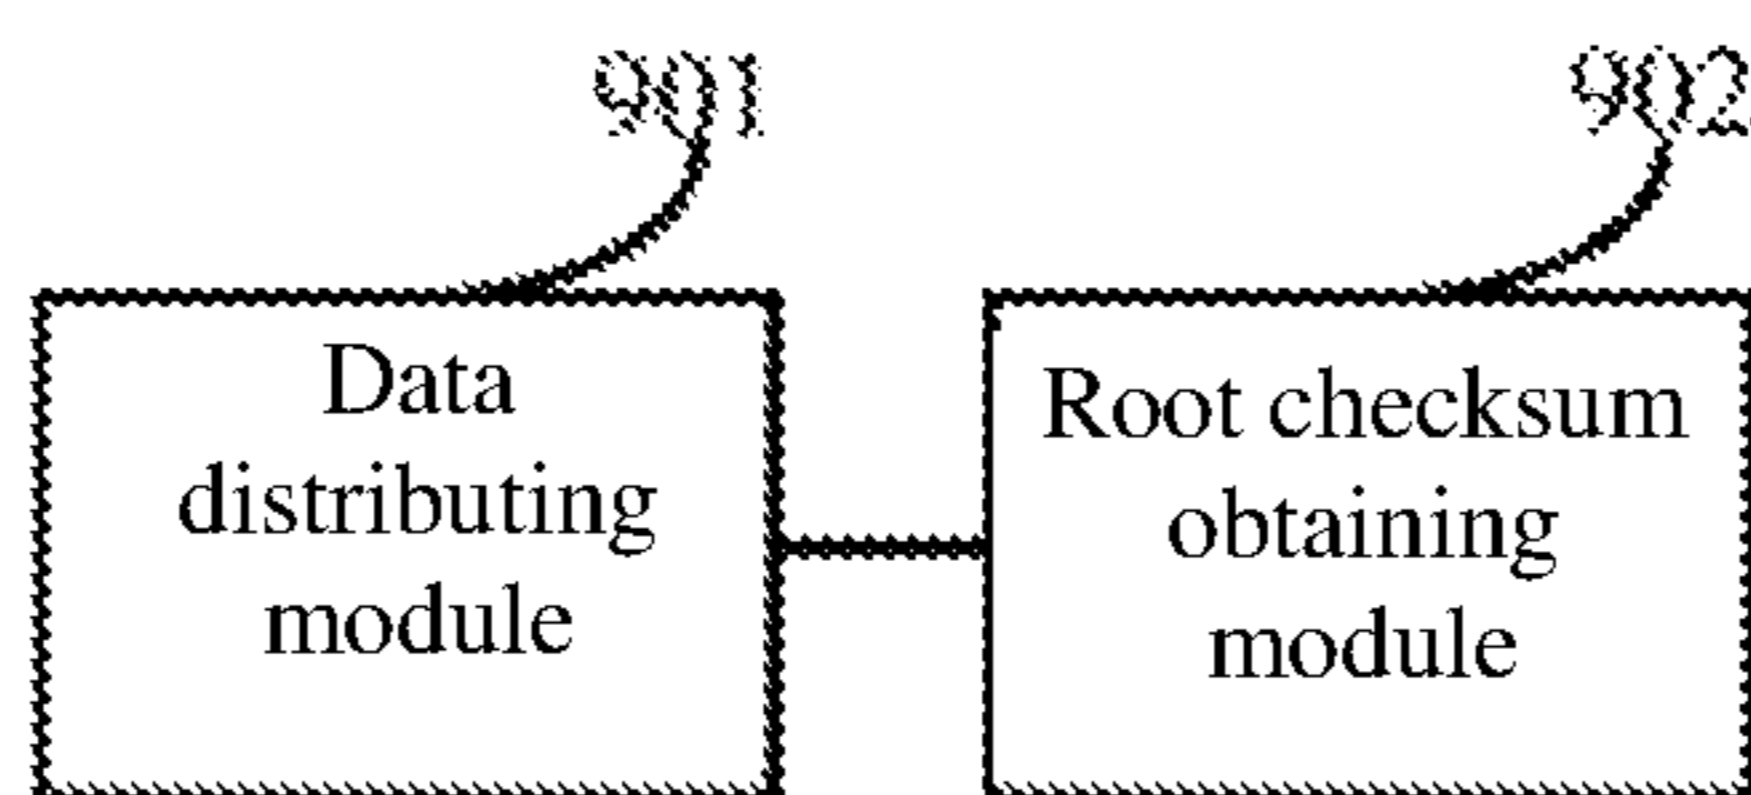 901
902
Data
distributing
module
Root checksum
obtaining
module